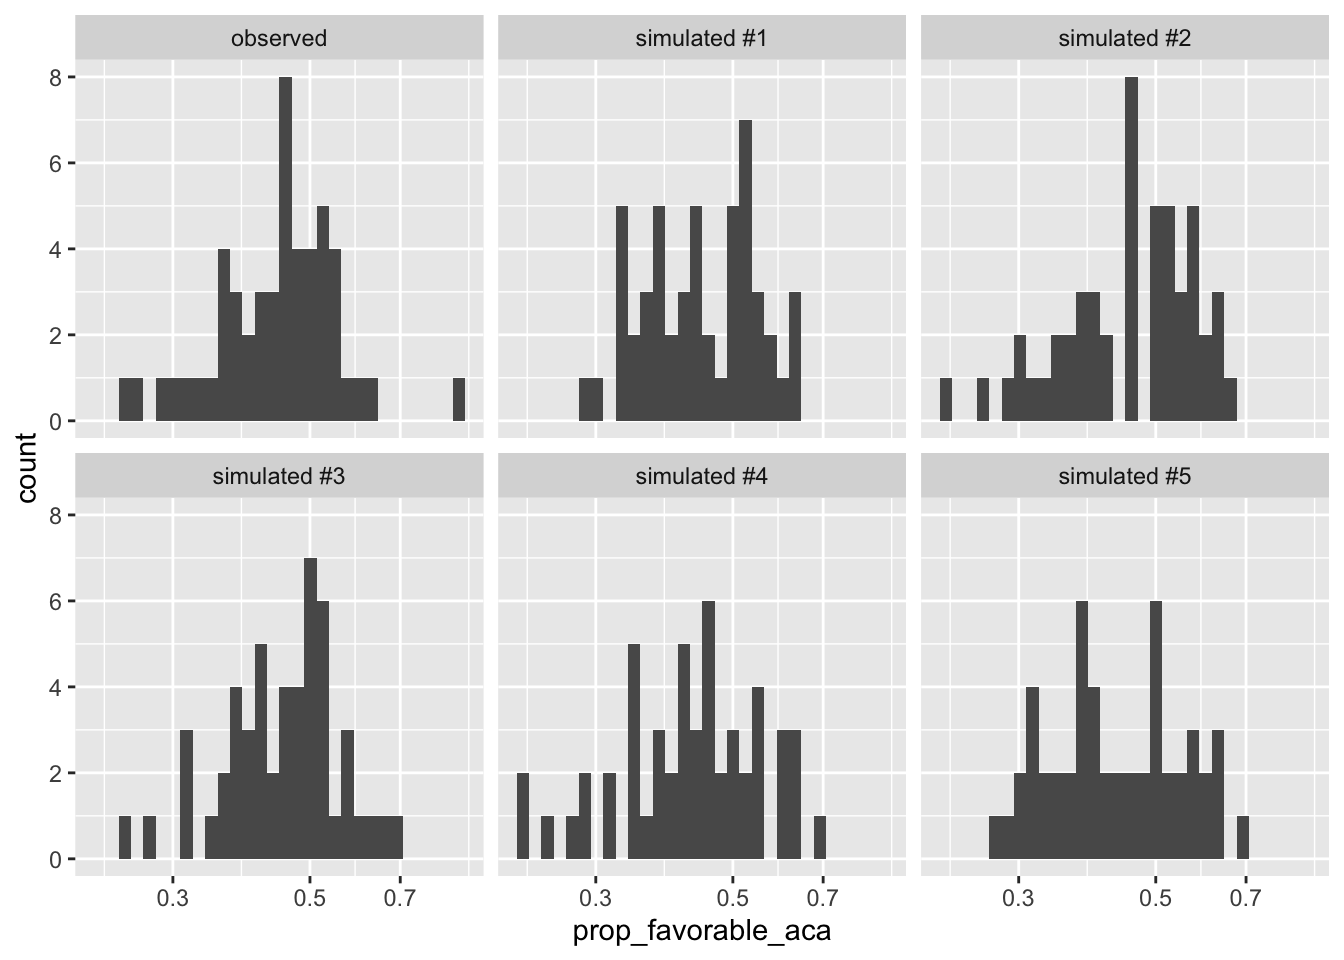 observed
simulated #1
simulated #2
8
6
4
2
0
count
simulated #3
simulated #4
simulated #5
8
6
4
2
0
0.3 0.5 0.7
0.3 0.5 0.7
0.3 0.5 0.7
prop_favorable_aca